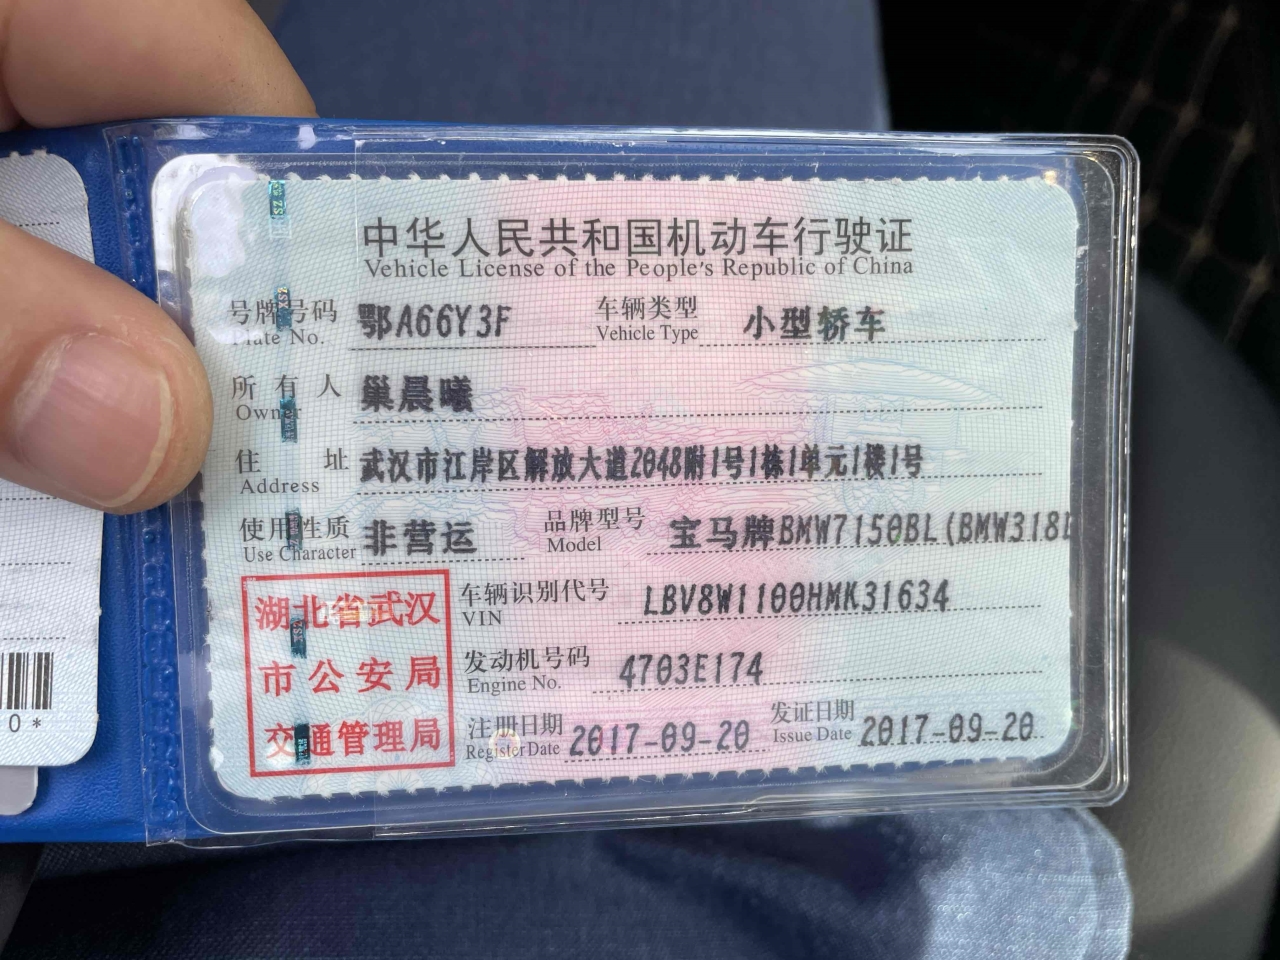 中华人民共和国机动车行驶证
Vehicle License of the People's Republic of China
号牌号码 鄂A66Y3F 车辆类型 小型轿车
Plate No. Vehicle Type
所有人 巢晨曦
Owner
住址 武汉市江岸区解放大道2048附1号1栋1单元1楼1号
Address
使用性质 非营运 品牌型号 宝马牌BMW7150BL(BMW318
Use Character Model
湖北省武汉
市公安局
交通管理局
车辆识别代号 LBV8W1100HMK31634
VIN
发动机号码 4703E174
Engine No.
注册日期 2017-09-20 发证日期 2017-09-20
Register Date Issue Date
0*